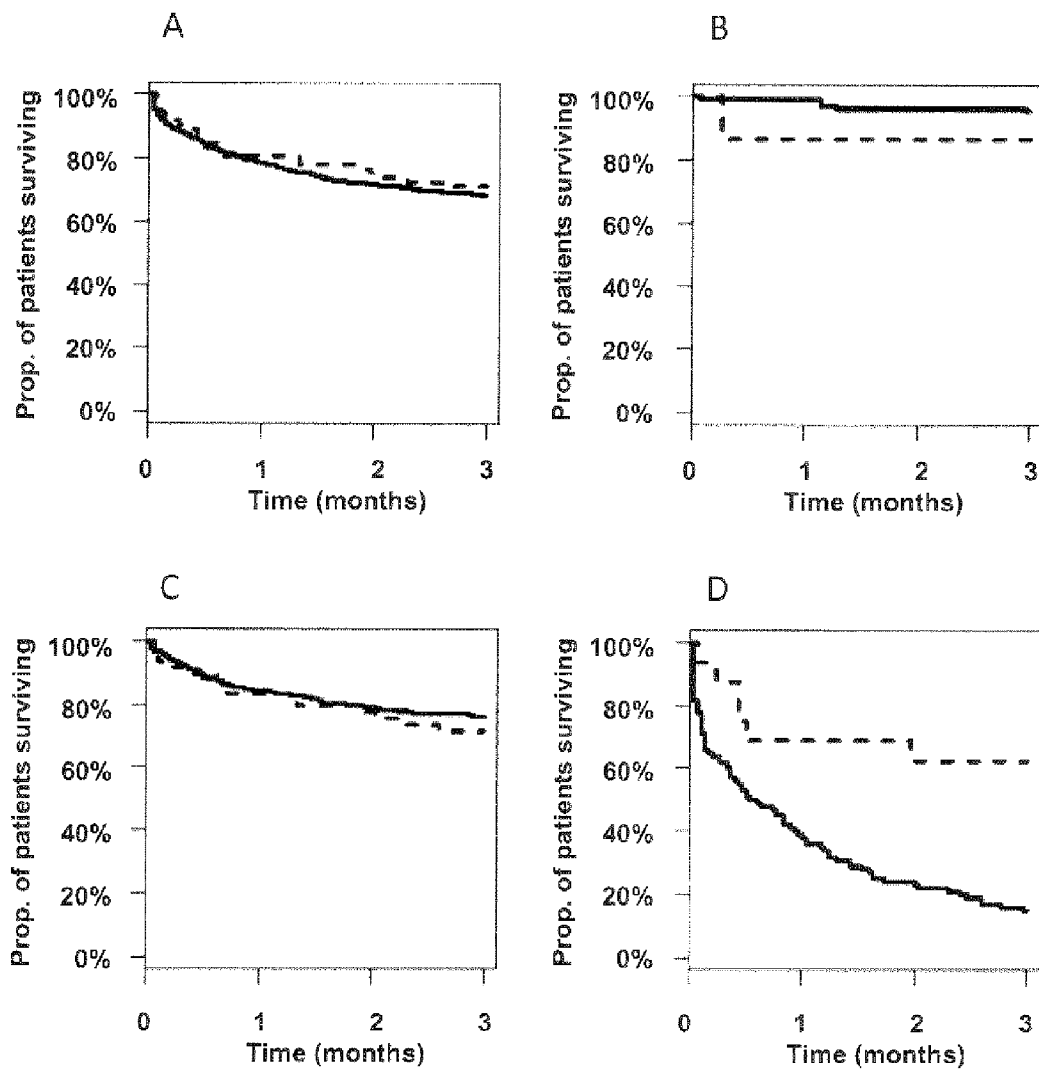 A
Prop. of patients surviving
100%
80%
60%
40%
20%
0%
0 1 2 3
Time (months)
B
Prop. of patients surviving
100%
80%
60%
40%
20%
0%
0 1 2 3
Time (months)
C
Prop. of patients surviving
100%
80%
60%
40%
20%
0%
0 1 2 3
Time (months)
D
Prop. of patients surviving
100%
80%
60%
40%
20%
0%
0 1 2 3
Time (months)